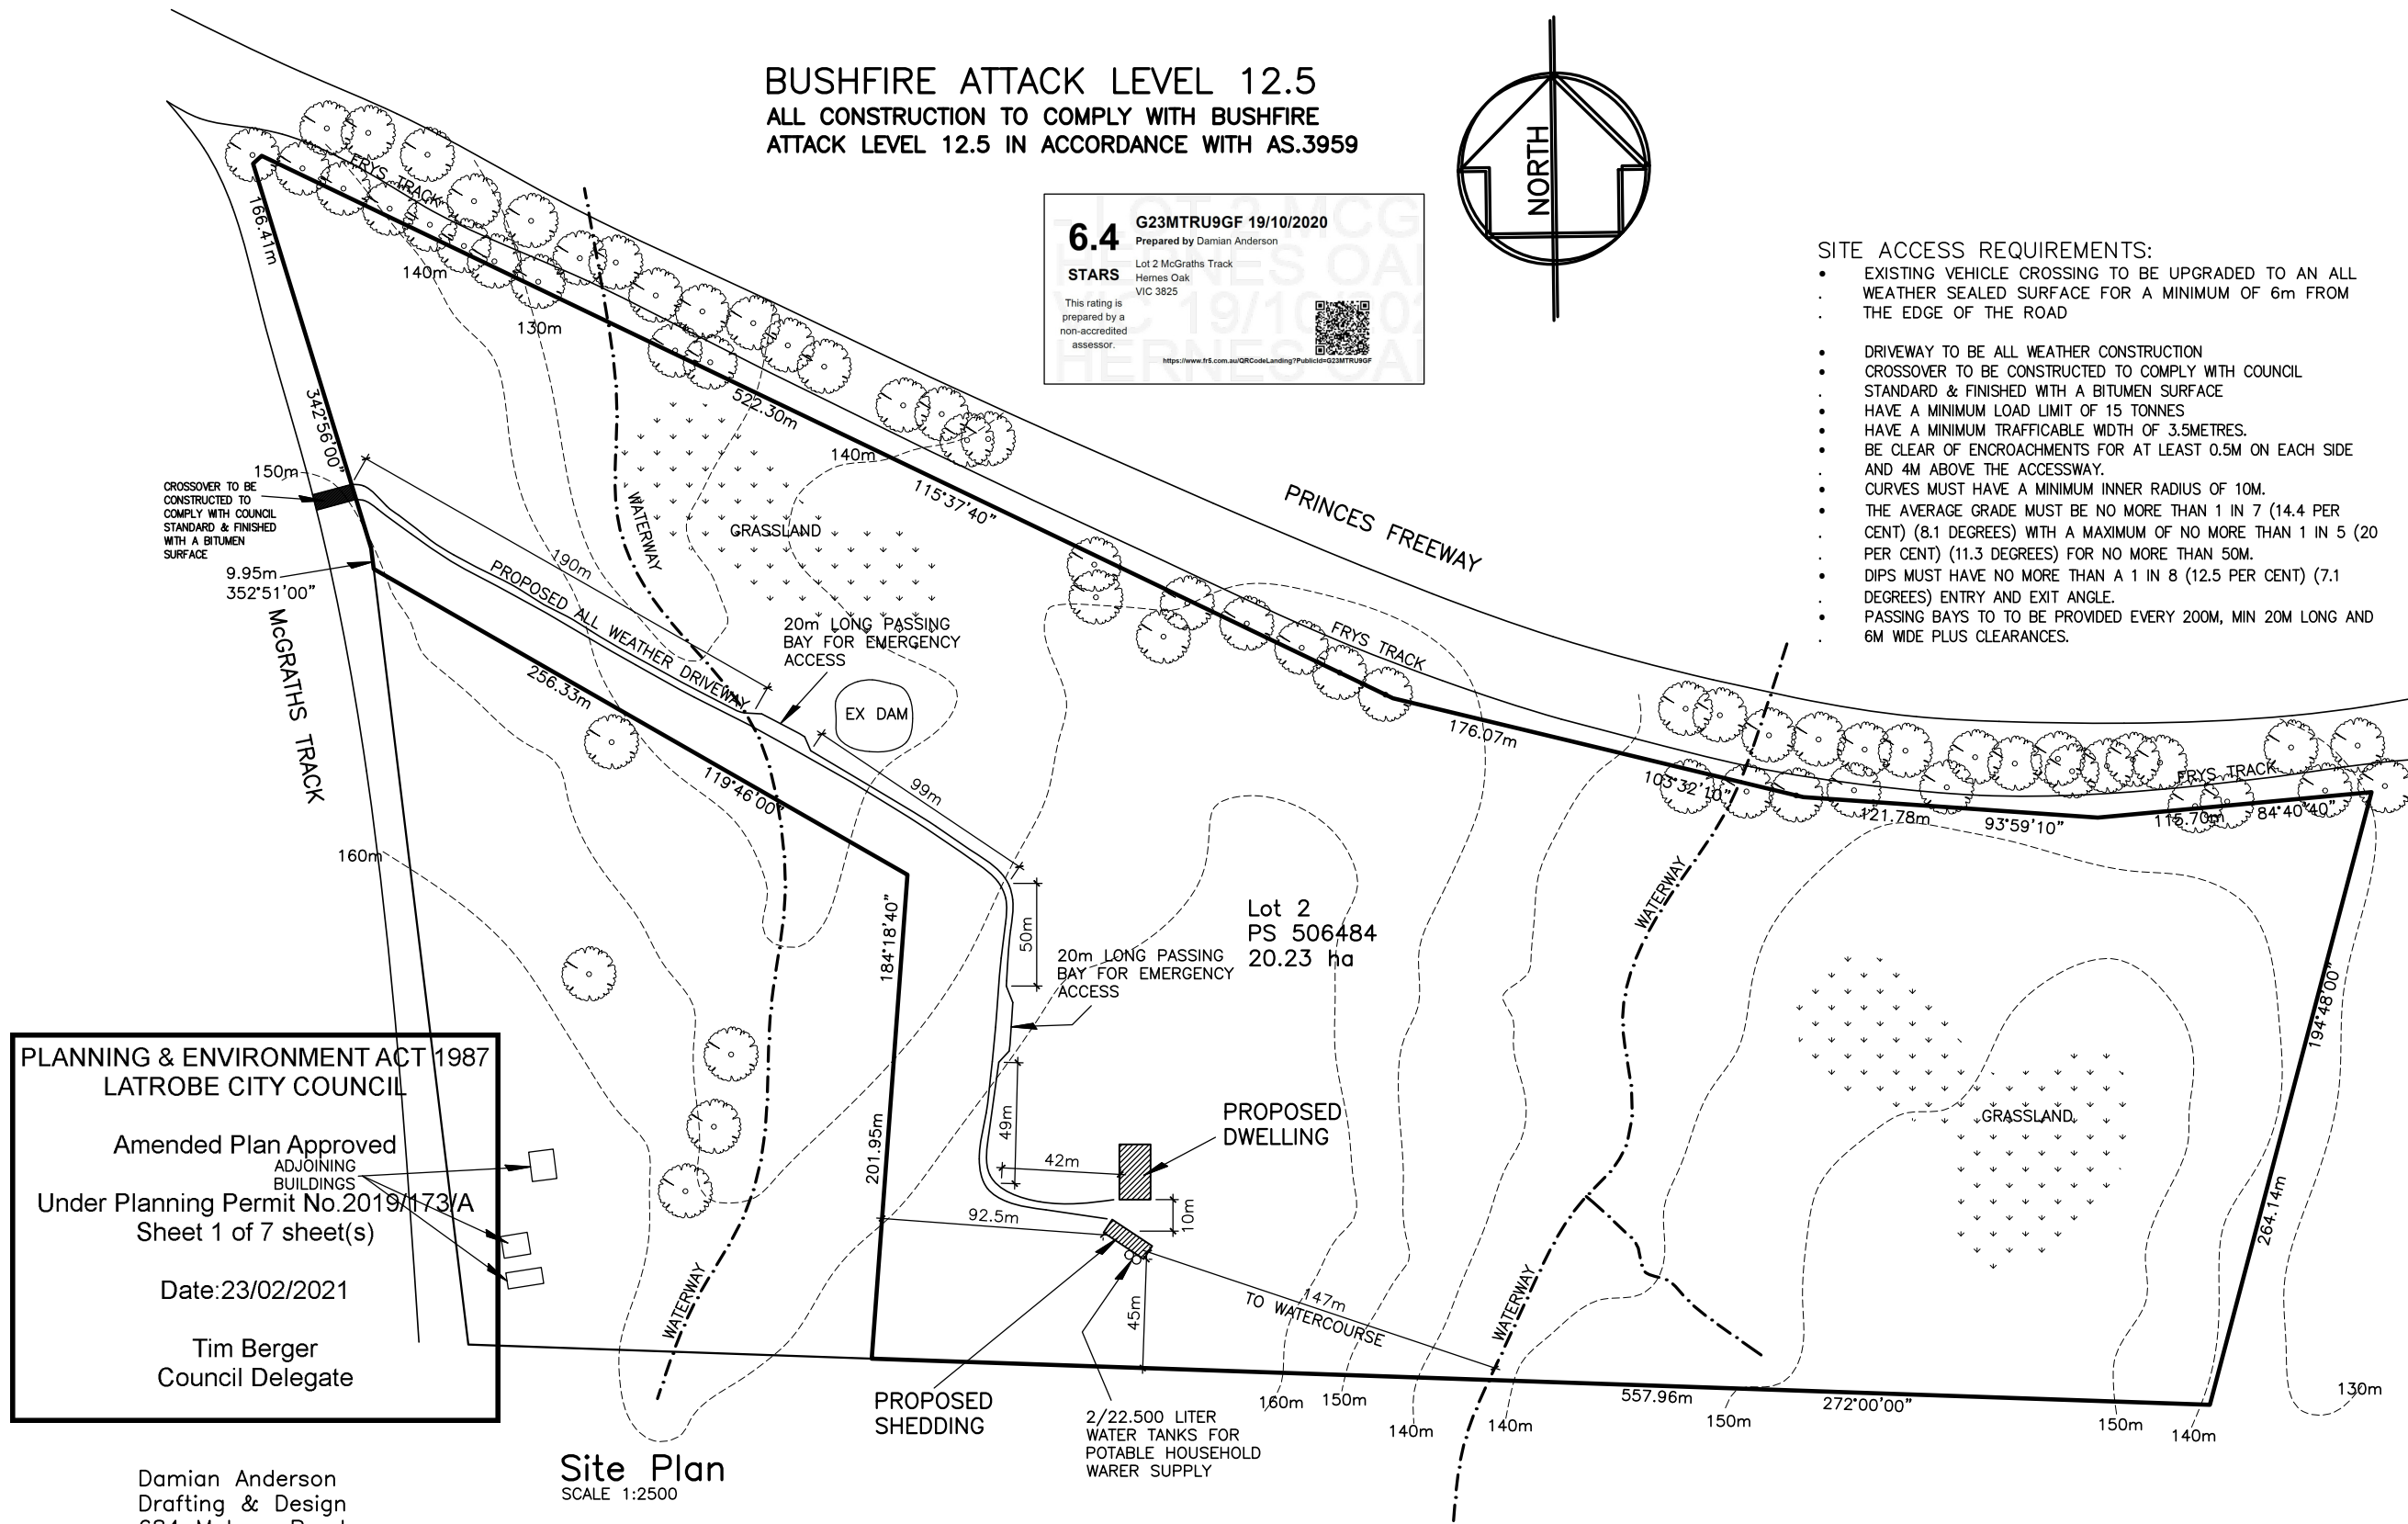 BUSHFIRE ATTACK LEVEL 12.5
ALL CONSTRUCTION TO COMPLY WITH BUSHFIRE
ATTACK LEVEL 12.5 IN ACCORDANCE WITH AS.3959
NORTH
6.4
STARS
This rating is
prepared by a
non-accredited
assessor.
G23MTRU9GF 19/10/2020
Prepared by Damian Anderson
Lot 2 McGraths Track
Hernes Oak
VIC 3825
https://www.fr5.com.au/QRCodeLanding?PublicId=G23MTRU9GF
SITE ACCESS REQUIREMENTS:
• EXISTING VEHICLE CROSSING TO BE UPGRADED TO AN ALL
. WEATHER SEALED SURFACE FOR A MINIMUM OF 6m FROM
. THE EDGE OF THE ROAD
• DRIVEWAY TO BE ALL WEATHER CONSTRUCTION
• CROSSOVER TO BE CONSTRUCTED TO COMPLY WITH COUNCIL
. STANDARD & FINISHED WITH A BITUMEN SURFACE
• HAVE A MINIMUM LOAD LIMIT OF 15 TONNES
• HAVE A MINIMUM TRAFFICABLE WIDTH OF 3.5METRES.
• BE CLEAR OF ENCROACHMENTS FOR AT LEAST 0.5M ON EACH SIDE
. AND 4M ABOVE THE ACCESSWAY.
• CURVES MUST HAVE A MINIMUM INNER RADIUS OF 10M.
• THE AVERAGE GRADE MUST BE NO MORE THAN 1 IN 7 (14.4 PER
. CENT) (8.1 DEGREES) WITH A MAXIMUM OF NO MORE THAN 1 IN 5 (20
. PER CENT) (11.3 DEGREES) FOR NO MORE THAN 50M.
• DIPS MUST HAVE NO MORE THAN A 1 IN 8 (12.5 PER CENT) (7.1
. DEGREES) ENTRY AND EXIT ANGLE.
• PASSING BAYS TO TO BE PROVIDED EVERY 200M, MIN 20M LONG AND
. 6M WIDE PLUS CLEARANCES.
FRYS TRACK
166.41m
140m
130m
342°56'00"
522.30m
140m
115°37'40"
PRINCES FREEWAY
150m
CROSSOVER TO BE
CONSTRUCTED TO
COMPLY WITH COUNCIL
STANDARD & FINISHED
WITH A BITUMEN
SURFACE
9.95m
352°51'00"
McGRATHS TRACK
WATERWAY
GRASSLAND
190m
PROPOSED ALL WEATHER DRIVEWAY
20m LONG PASSING
BAY FOR EMERGENCY
ACCESS
EX DAM
256.33m
119°46'00"
99m
FRYS TRACK
176.07m
103°32'10"
121.78m
93°59'10"
115.70m
84°40'40"
FRYS TRACK
160m
184°18'40"
50m
Lot 2
PS 506484
20.23 ha
20m LONG PASSING
BAY FOR EMERGENCY
ACCESS
WATERWAY
194°48'00"
GRASSLAND
264.14m
PLANNING & ENVIRONMENT ACT 1987
LATROBE CITY COUNCIL
Amended Plan Approved
ADJOINING
BUILDINGS
Under Planning Permit No.2019/173/A
Sheet 1 of 7 sheet(s)
Date:23/02/2021
Tim Berger
Council Delegate
201.95m
49m
42m
PROPOSED
DWELLING
92.5m
10m
45m
147m
TO WATERCOURSE
WATERWAY
WATERWAY
PROPOSED
SHEDDING
2/22.500 LITER
WATER TANKS FOR
POTABLE HOUSEHOLD
WARER SUPPLY
160m
150m
140m
140m
557.96m
150m
272°00'00"
150m
140m
130m
Site Plan
SCALE 1:2500
Damian Anderson
Drafting & Design